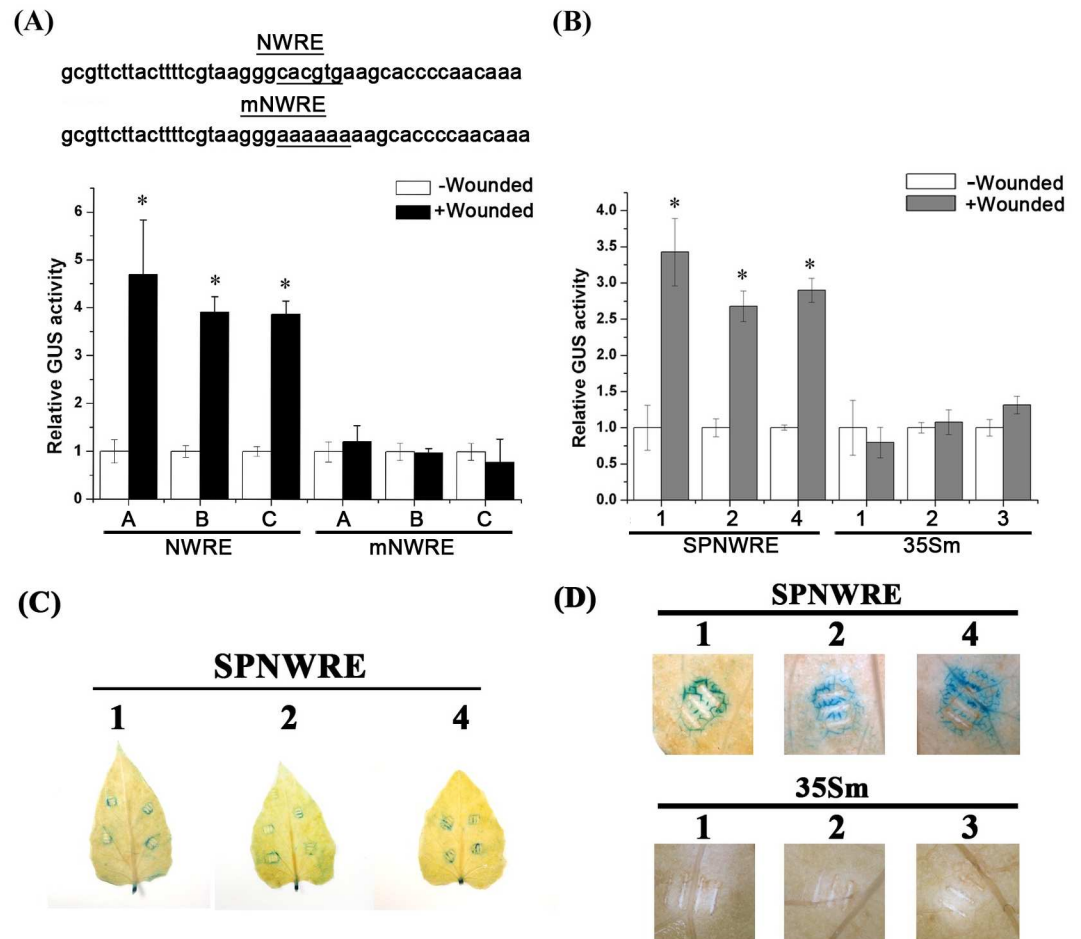 (A)
NWRE
gcgttcttacttttcgtaagggcacgtgaagcaccccaacaaa
mNWRE
gcgttcttacttttcgtaagggaaaaaaaagcaccccaacaaa
-Wounded
+Wounded
Relative GUS activity
6
5
4
3
2
1
0
*
*
*
A B C A B C
NWRE mNWRE
(B)
-Wounded
+Wounded
Relative GUS activity
4.0
3.5
3.0
2.5
2.0
1.5
1.0
0.5
0.0
*
*
*
1 2 4 1 2 3
SPNWRE 35Sm
(C)
SPNWRE
1 2 4
(D)
SPNWRE
1 2 4
35Sm
1 2 3